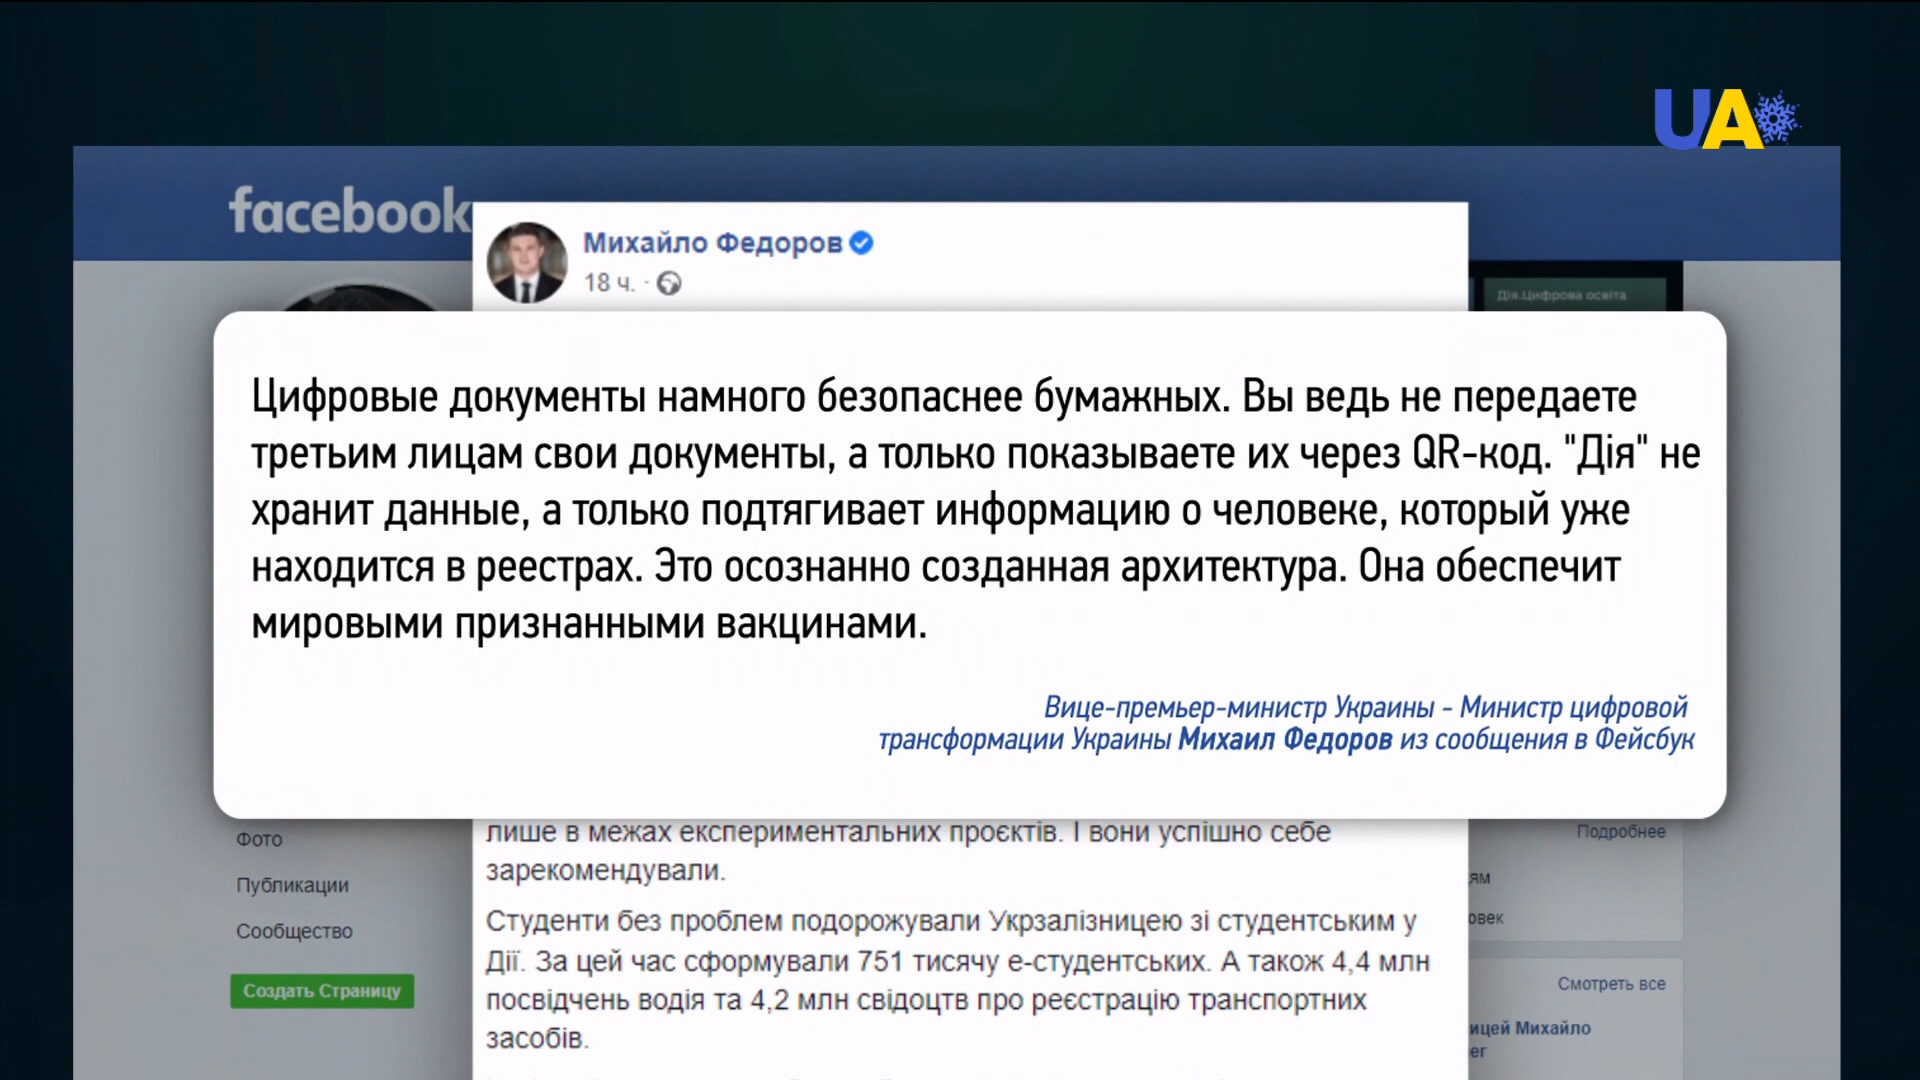 UA
facebook
Михайло Федоров
18 ч.
Дія.Цифрова освіта
Цифровые документы намного безопаснее бумажных. Вы ведь не передаете
третьим лицам свои документы, а только показываете их через QR-код. "Дія" не
хранит данные, а только подтягивает информацию о человеке, который уже
находится в реестрах. Это осознанно созданная архитектура. Она обеспечит
мировыми признанными вакцинами.
Вице-премьер-министр Украины - Министр цифровой
трансформации Украины Михаил Федоров из сообщения в Фейсбук
Фото
Публикации
Сообщество
Создать Страницу
лише в межах експериментальних проєктів. І вони успішно себе
зарекомендували.
Студенти без проблем подорожували Укрзалізницею зі студентським у
Дії. За цей час сформували 751 тисячу е-студентських. А також 4,4 млн
посвідчень водія та 4,2 млн свідоцтв про реєстрацію транспортних
засобів.
Подробнее
ям
овек
Смотреть все
ицей Михайло
er